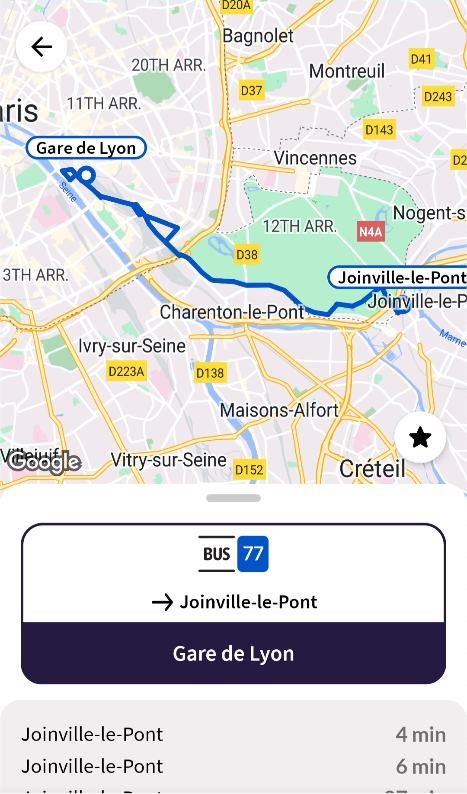 D20A
Bagnolet
D41
20TH ARR.
Montreuil
D37
D243
11TH ARR.
aris
D143
Gare de Lyon
Vincennes
D2
Seine
12TH ARR.
Nogent-s
N4A
D38
3TH ARR.
Joinville-le-Pont
Joinville-le-P
Charenton-le-Pont
Marne
Ivry-sur-Seine
D223A
D138
Maisons-Alfort
Villejuif
Google
Vitry-sur-Seine
D152
Créteil
BUS 77
→ Joinville-le-Pont
Gare de Lyon
Joinville-le-Pont 4 min
Joinville-le-Pont 6 min